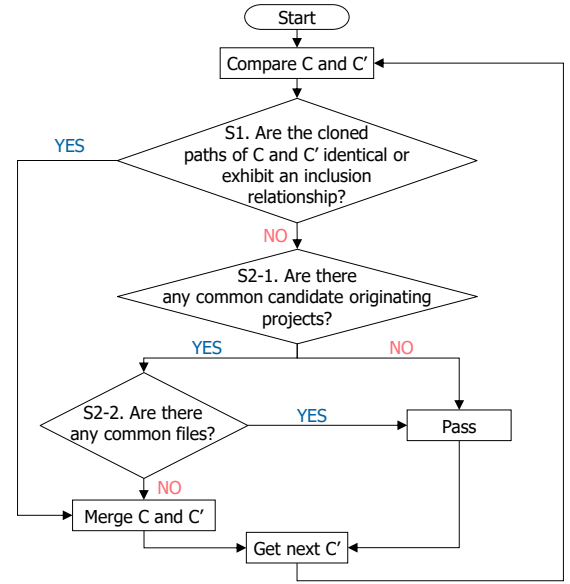 Start
Compare C and C′
S1. Are the cloned
paths of C and C′ identical or
exhibit an inclusion
relationship?
YES
NO
S2-1. Are there
any common candidate originating
projects?
YES
NO
S2-2. Are there
any common files?
YES
Pass
NO
Merge C and C′
Get next C′